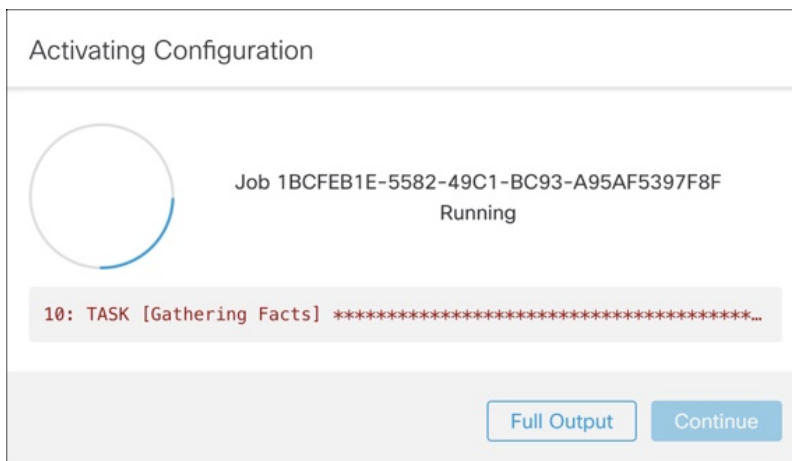 Activating Configuration
Job 1BCFEB1E-5582-49C1-BC93-A95AF5397F8F
Running
10: TASK [Gathering Facts] ***************************************…
Full Output
Continue